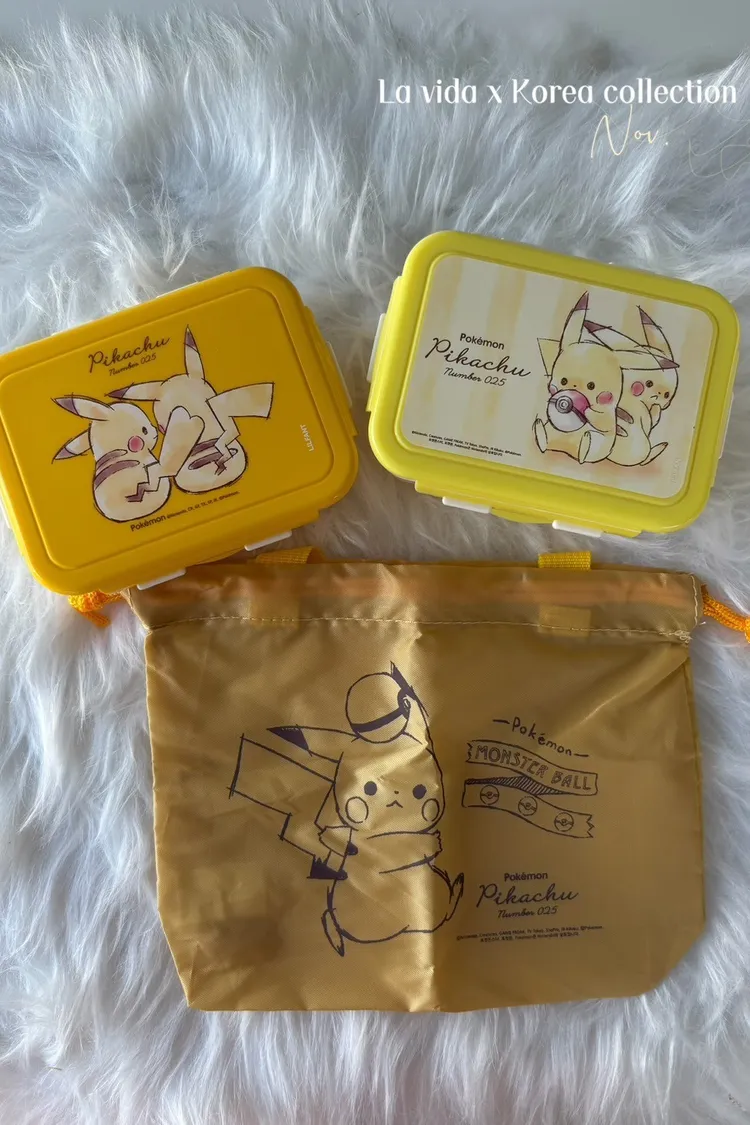 La vida x Korea collection
Nov.
Pikachu
Number 025
LILFANT
Pokémon
Pokémon
Pikachu
Number 025
Pokémon
MONSTER BALL
Pokémon
Pikachu
Number 025